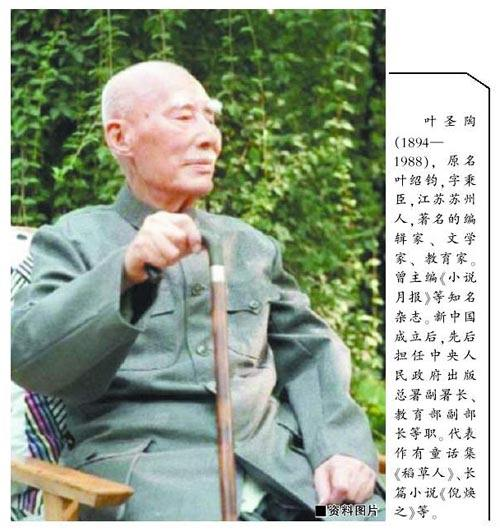 叶圣陶
(1894—
1988)，原名
叶绍钧,字秉
臣,江苏苏州
人,著名的编
辑家、文学
家、教育家。
曾主编《小说
月报》等知名
杂志。新中国
成立后,先后
担任中央人
民政府出版
总署副署长、
教育部副部
长等职。代表
作有童话集
《稻草人》、长
篇小说《倪焕
之》等。
■资料图片